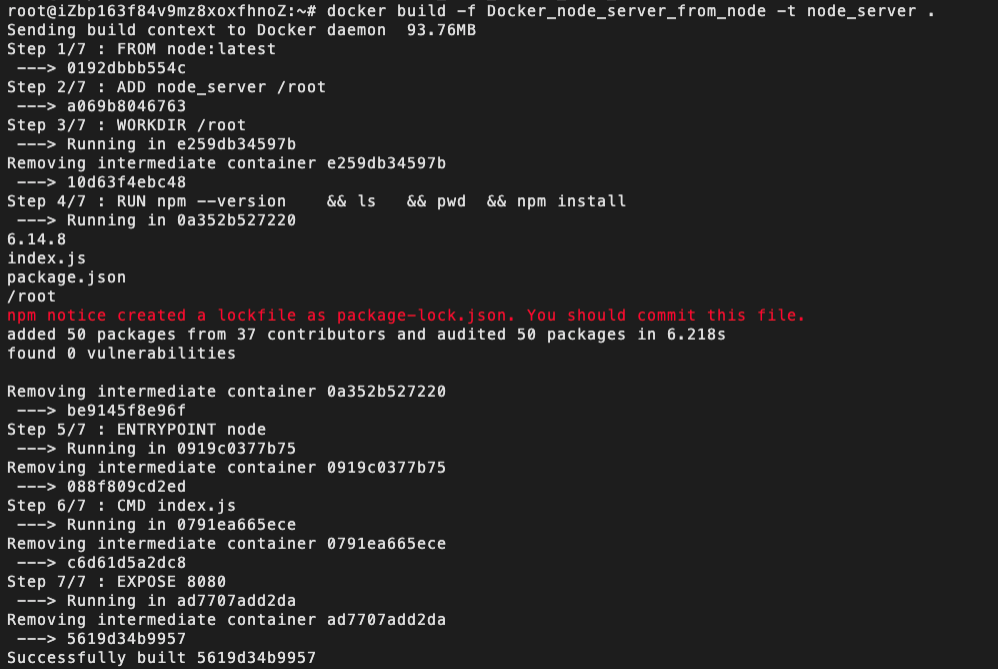 root@iZbp163f84v9mz8xoxfhnoZ:~# docker build -f Docker_node_server_from_node -t node_server .
Sending build context to Docker daemon  93.76MB
Step 1/7 : FROM node:latest
 ---> 0192dbbb554c
Step 2/7 : ADD node_server /root
 ---> a069b8046763
Step 3/7 : WORKDIR /root
 ---> Running in e259db34597b
Removing intermediate container e259db34597b
 ---> 10d63f4ebc48
Step 4/7 : RUN npm --version    && ls   && pwd  && npm install
 ---> Running in 0a352b527220
6.14.8
index.js
package.json
/root
npm notice created a lockfile as package-lock.json. You should commit this file.
added 50 packages from 37 contributors and audited 50 packages in 6.218s
found 0 vulnerabilities

Removing intermediate container 0a352b527220
 ---> be9145f8e96f
Step 5/7 : ENTRYPOINT node
 ---> Running in 0919c0377b75
Removing intermediate container 0919c0377b75
 ---> 088f809cd2ed
Step 6/7 : CMD index.js
 ---> Running in 0791ea665ece
Removing intermediate container 0791ea665ece
 ---> c6d61d5a2dc8
Step 7/7 : EXPOSE 8080
 ---> Running in ad7707add2da
Removing intermediate container ad7707add2da
 ---> 5619d34b9957
Successfully built 5619d34b9957